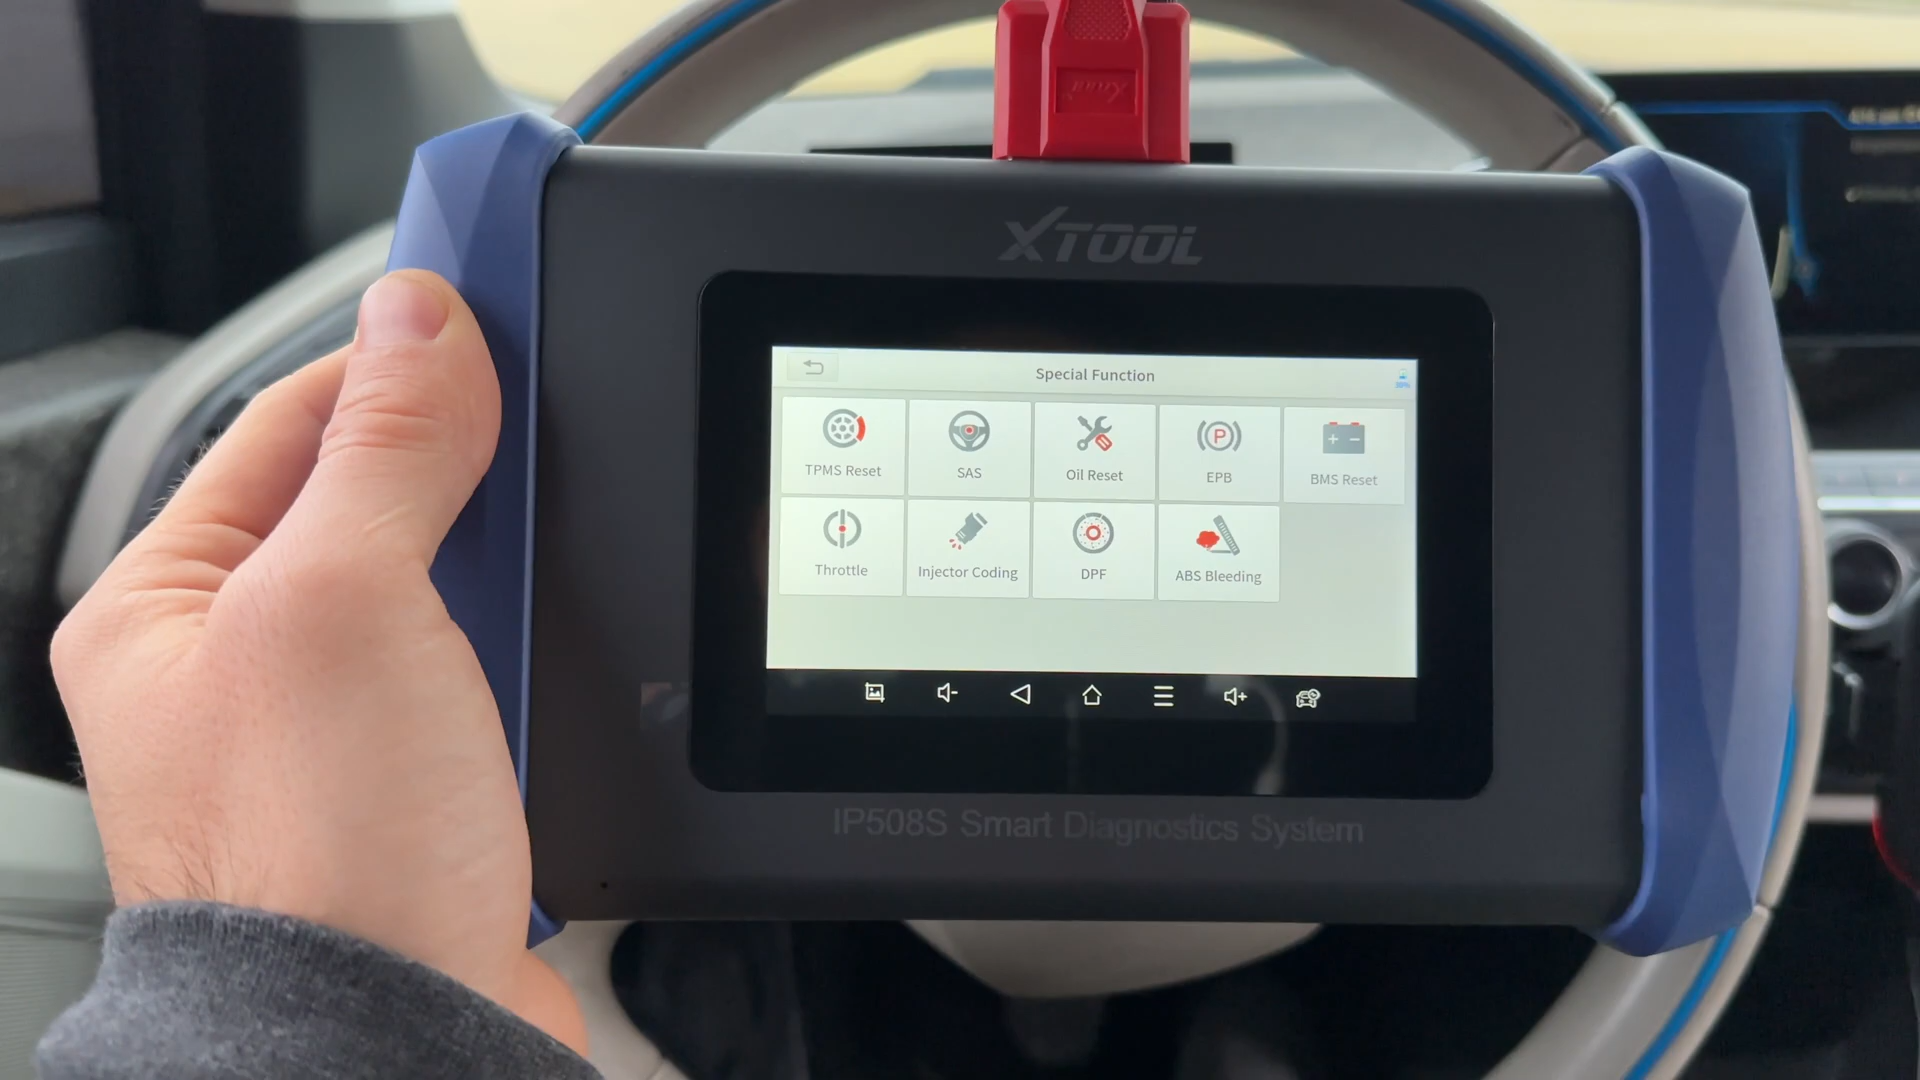 XTOOL
Special Function
TPMS Reset
SAS
Oil Reset
EPB
BMS Reset
Throttle
Injector Coding
DPF
ABS Bleeding
IP508S Smart Diagnostics System